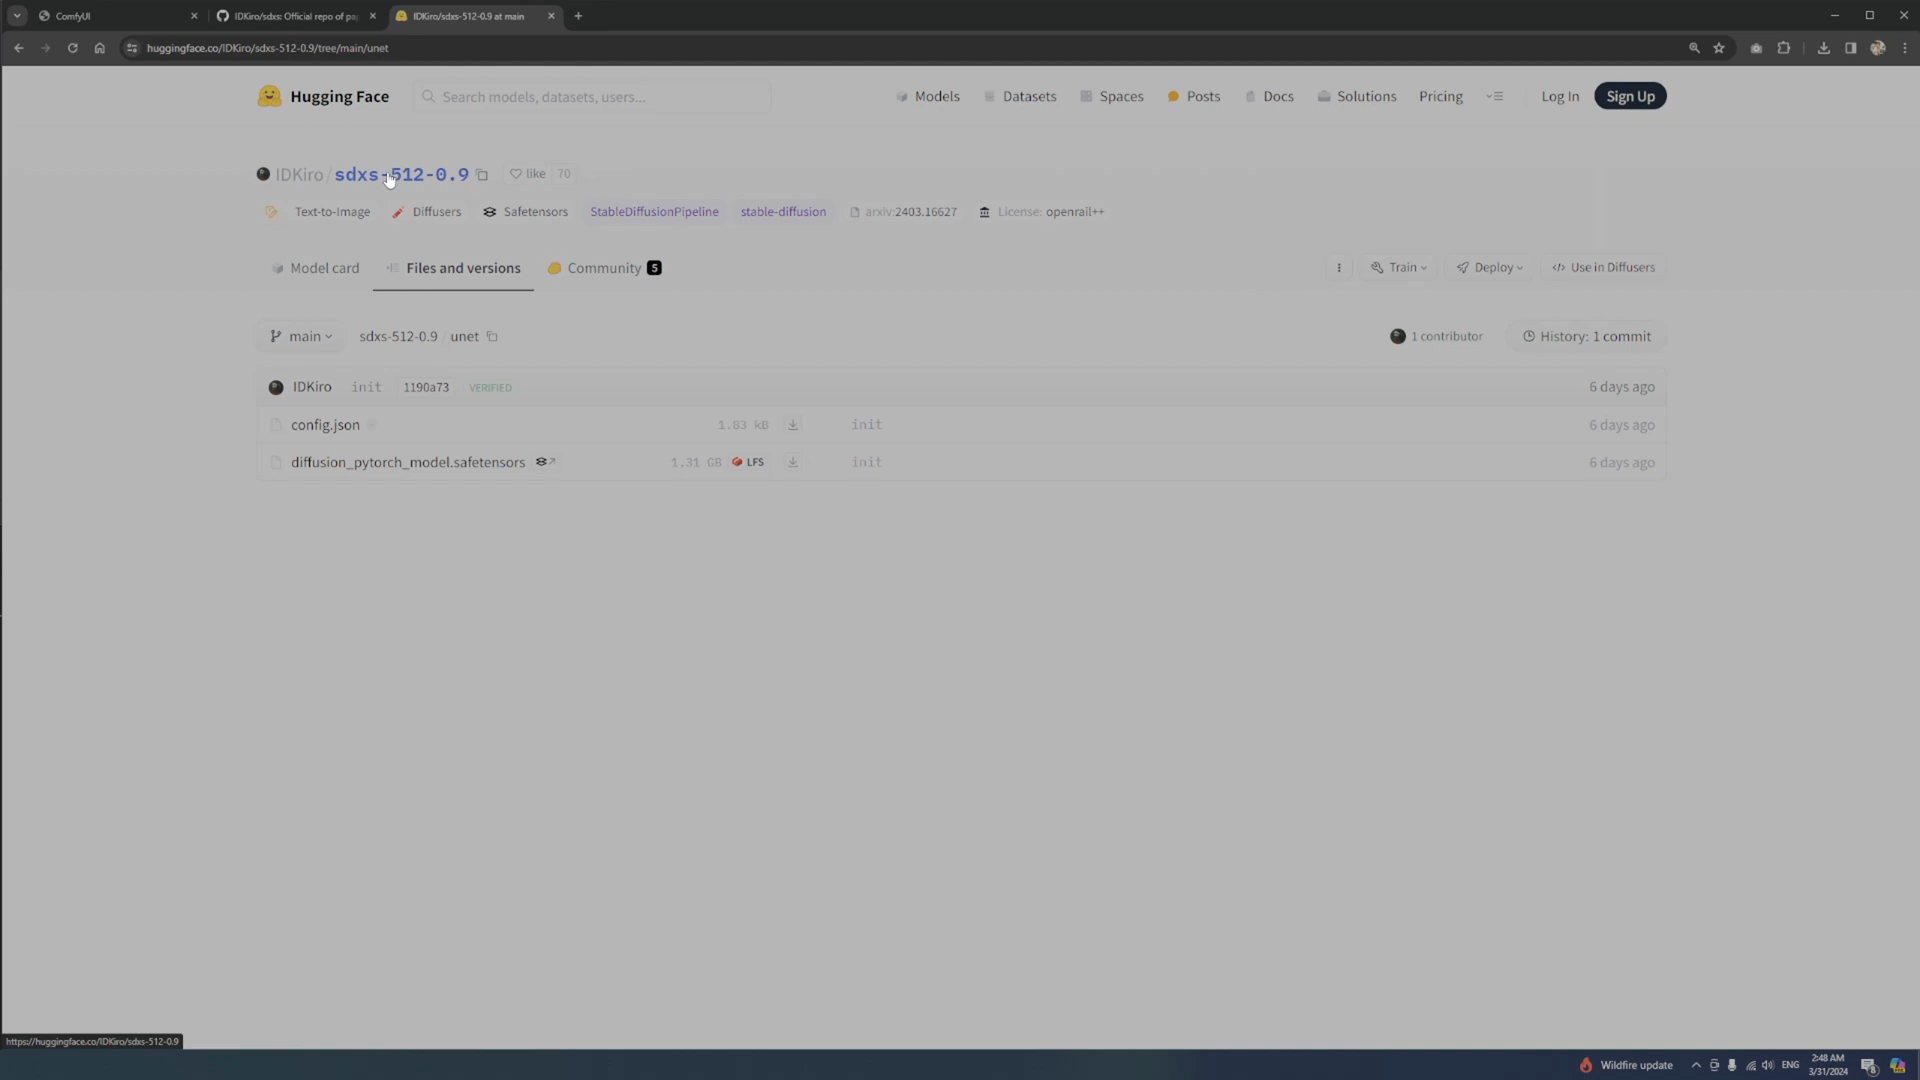 ComfyUI
IDKiro/sdxs: Official repo of pap
IDKiro/sdxs-512-0.9 at main
huggingface.co/IDKiro/sdxs-512-0.9/tree/main/unet
Hugging Face
Search models, datasets, users...
Models
Datasets
Spaces
Posts
Docs
Solutions
Pricing
Log In
Sign Up
IDKiro/sdxs-512-0.9
like 70
Text-to-Image
Diffusers
Safetensors
StableDiffusionPipeline
stable-diffusion
arxiv:2403.16627
License: openrail++
Model card
Files and versions
Community 5
Train
Deploy
Use in Diffusers
main
sdxs-512-0.9 / unet
1 contributor
History: 1 commit
IDKiro init 1190a73 VERIFIED 6 days ago
config.json 1.83 kB init 6 days ago
diffusion_pytorch_model.safetensors 1.31 GB LFS init 6 days ago
https://huggingface.co/IDKiro/sdxs-512-0.9
Wildfire update
ENG
2:48 AM
3/31/2024
8